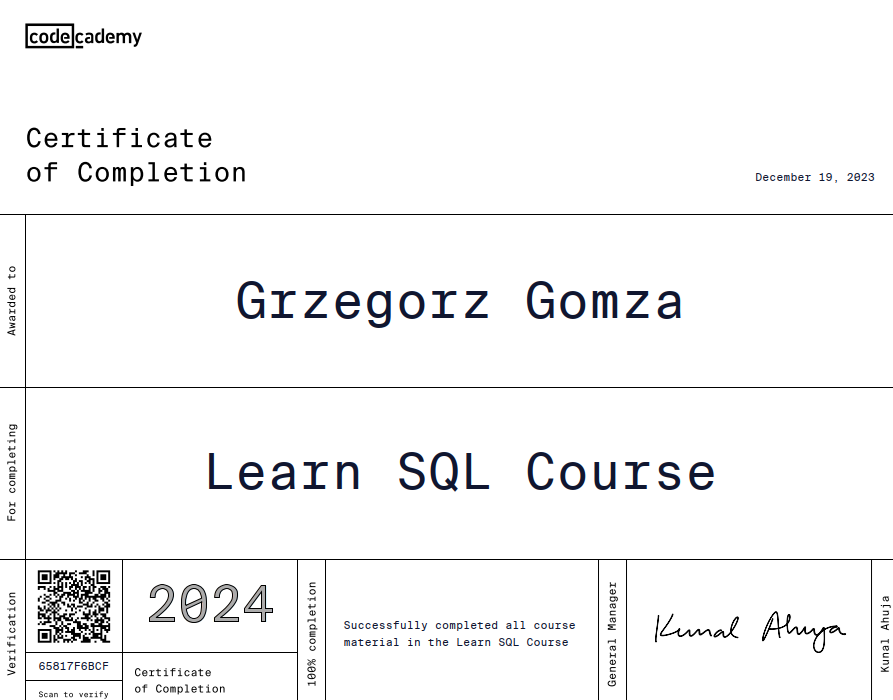 codecademy
Certificate
of Completion
December 19, 2023
Awarded to
Grzegorz Gomza
For completing
Learn SQL Course
Verification
65817F6BCF
Scan to verify
2024
Certificate
of Completion
100% completion
Successfully completed all course
material in the Learn SQL Course
General Manager
Kunal Ahuja
Kunal Ahuja